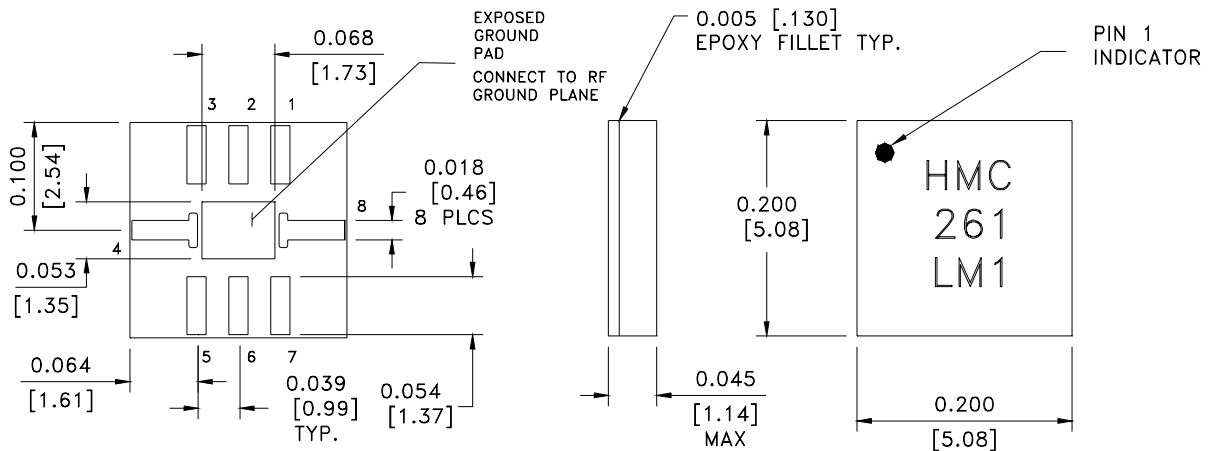 EXPOSED
GROUND
PAD
CONNECT TO RF
GROUND PLANE
0.068
[1.73]
3 2 1
0.100
[2.54]
0.018
[0.46]
8 PLCS
8
4
0.053
[1.35]
5 6 7
0.064
[1.61]
0.039
[0.99]
TYP.
0.054
[1.37]
0.005 [.130]
EPOXY FILLET TYP.
0.045
[1.14]
MAX
PIN 1
INDICATOR
0.200
[5.08]
HMC
261
LM1
0.200
[5.08]